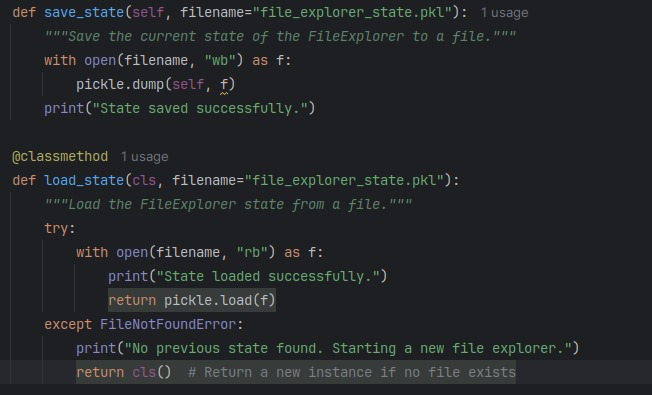 def save_state(self, filename="file_explorer_state.pkl"): 1 usage
"""Save the current state of the FileExplorer to a file."""
with open(filename, "wb") as f:
pickle.dump(self, f)
print("State saved successfully.")
@classmethod 1 usage
def load_state(cls, filename="file_explorer_state.pkl"):
"""Load the FileExplorer state from a file."""
try:
with open(filename, "rb") as f:
print("State loaded successfully.")
return pickle.load(f)
except FileNotFoundError:
print("No previous state found. Starting a new file explorer.")
return cls()  # Return a new instance if no file exists